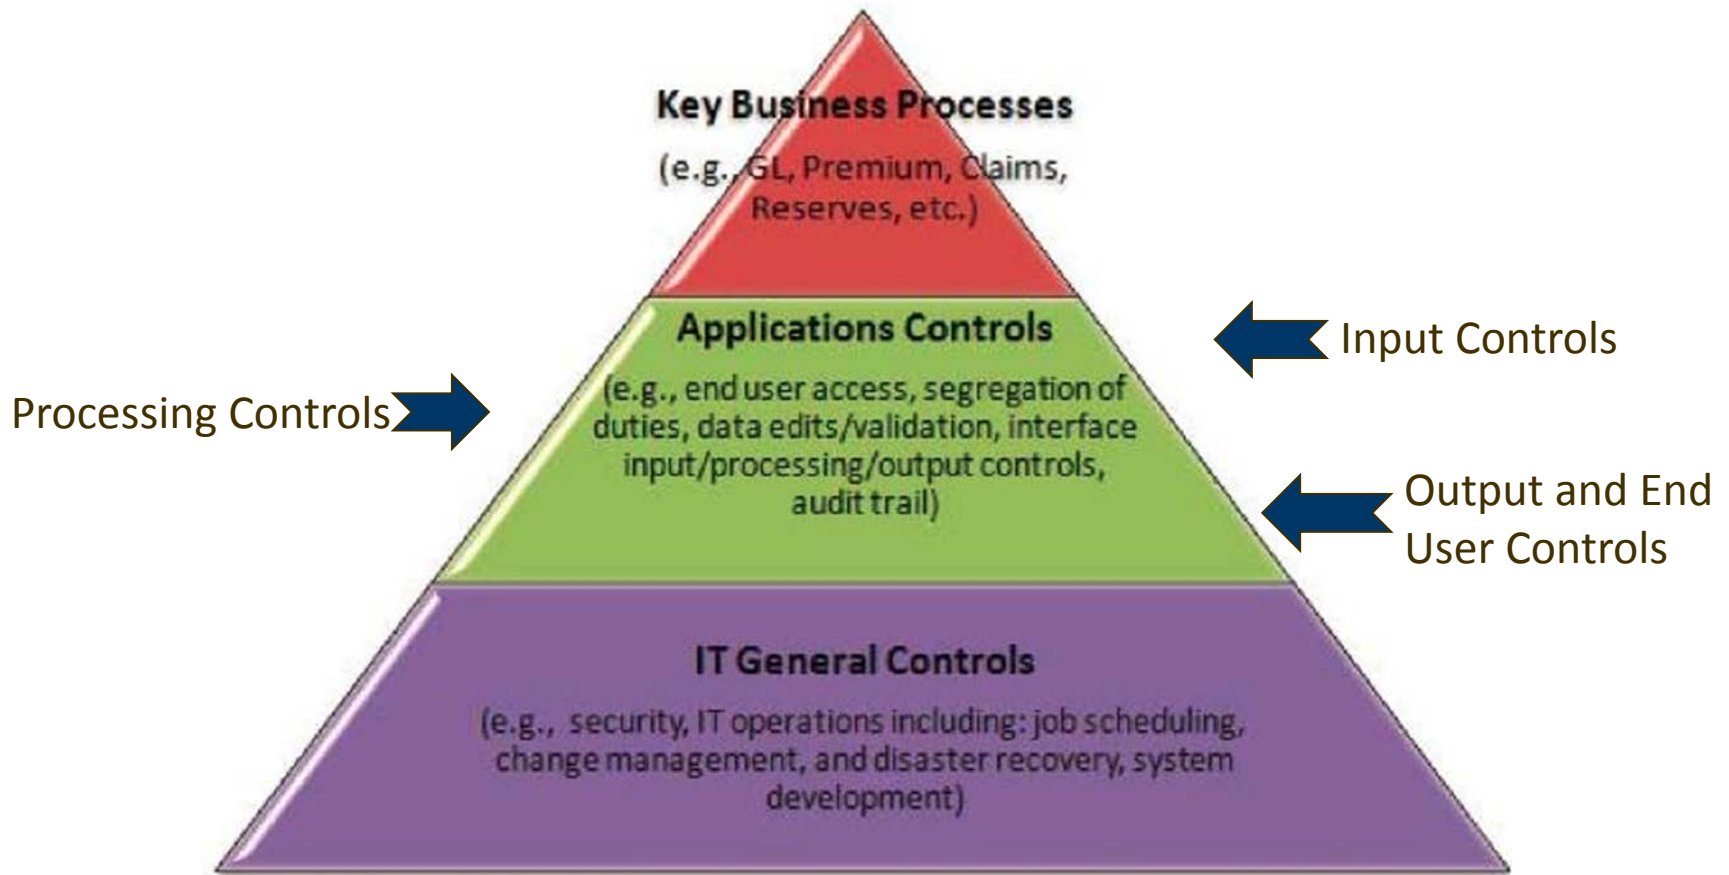 Key Business Processes
(e.g., GL, Premium, Claims,
Reserves, etc.)
Applications Controls
(e.g., end user access, segregation of
duties, data edits/validation, interface
input/processing/output controls,
audit trail)
Input Controls
Processing Controls
Output and End
User Controls
IT General Controls
(e.g., security, IT operations including: job scheduling,
change management, and disaster recovery, system
development)